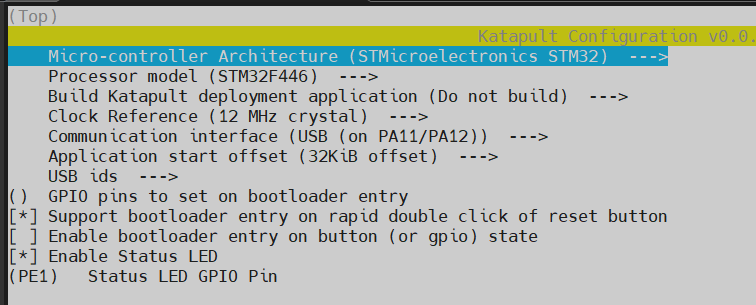 (Top)
Katapult Configuration v0.0.
Micro-controller Architecture (STMicroelectronics STM32)  --->
Processor model (STM32F446)  --->
Build Katapult deployment application (Do not build)  --->
Clock Reference (12 MHz crystal)  --->
Communication interface (USB (on PA11/PA12))  --->
Application start offset (32KiB offset)  --->
USB ids  --->
()  GPIO pins to set on bootloader entry
[*] Support bootloader entry on rapid double click of reset button
[ ] Enable bootloader entry on button (or gpio) state
[*] Enable Status LED
(PE1)   Status LED GPIO Pin